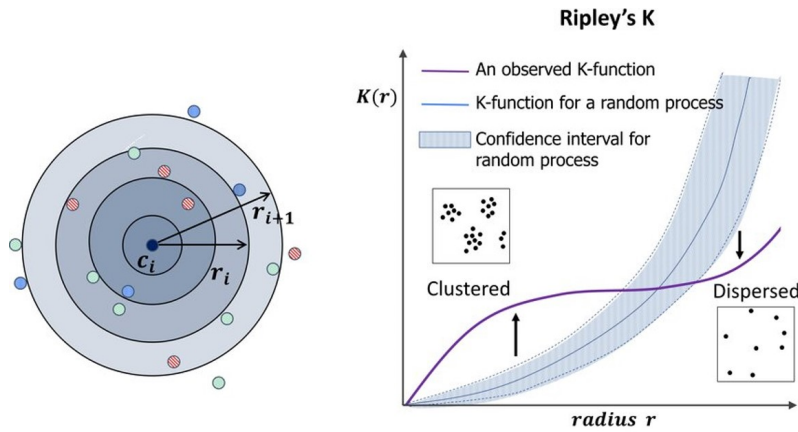 Ripley's K
K(r)
An observed K-function
K-function for a random process
Confidence interval for
random process
r_{i+1}
c_i
r_i
Clustered
Dispersed
radius r